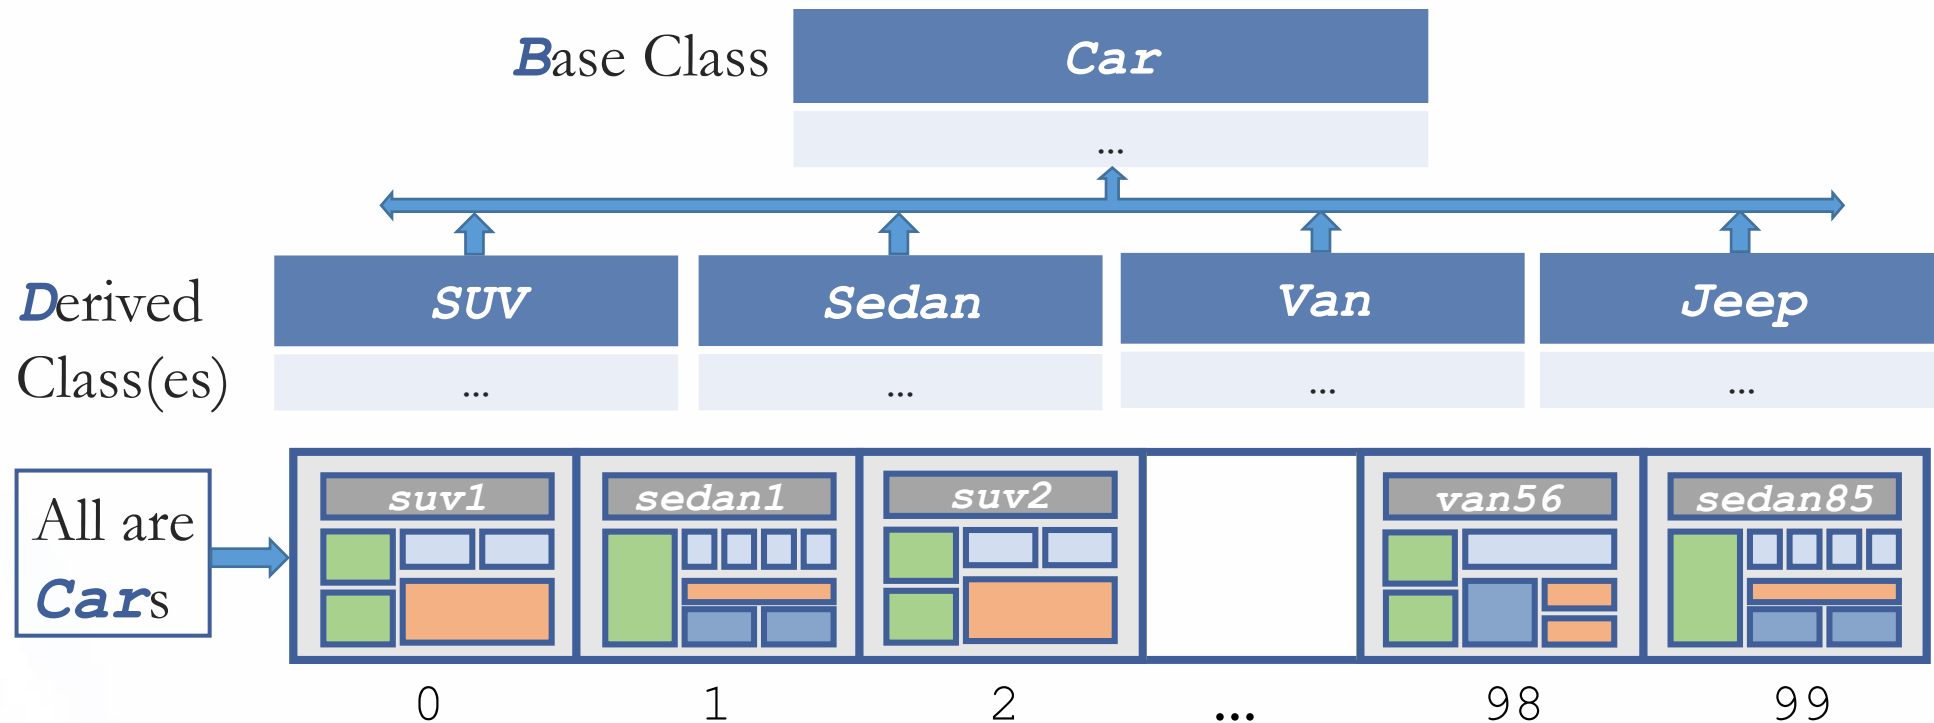 Base Class
Car
...
Derived
Class(es)
SUV
Sedan
Van
Jeep
...
...
...
...
All are
Cars
suv1
sedan1
suv2
van56
sedan85
0
1
2
...
98
99